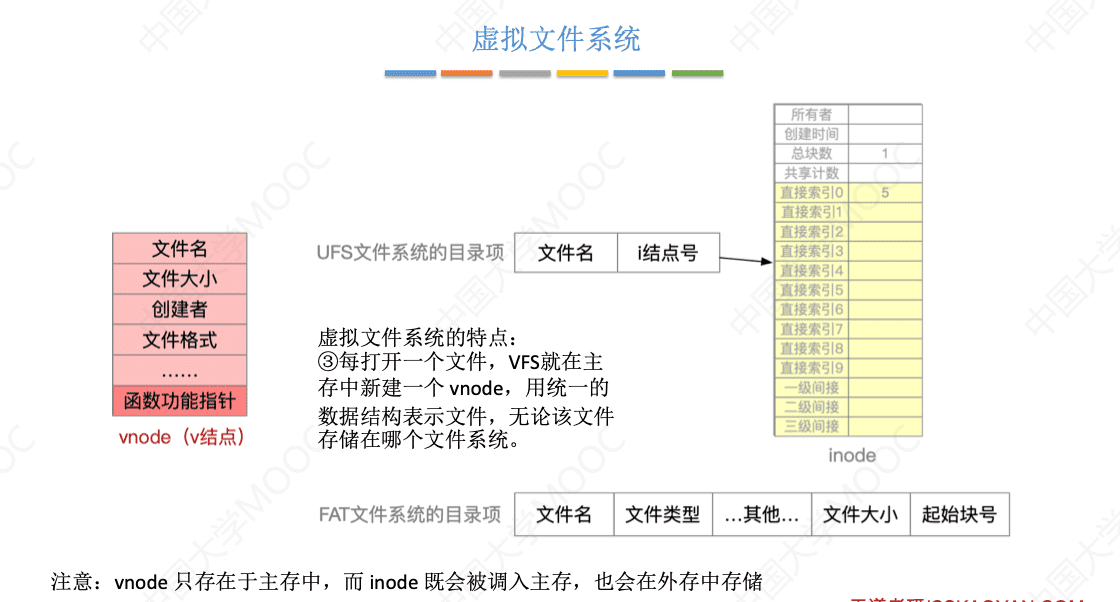 虚拟文件系统
所有者
创建时间
总块数 1
共享计数
直接索引0 5
直接索引1
直接索引2
直接索引3
直接索引4
直接索引5
直接索引6
直接索引7
直接索引8
直接索引9
一级间接
二级间接
三级间接
inode
文件名
文件大小
创建者
文件格式
……
函数功能指针
vnode（v结点）
UFS文件系统的目录项 文件名 i结点号
虚拟文件系统的特点：
③每打开一个文件，VFS就在主
存中新建一个 vnode，用统一的
数据结构表示文件，无论该文件
存储在哪个文件系统。
FAT文件系统的目录项 文件名 文件类型 …其他… 文件大小 起始块号
注意：vnode 只存在于主存中，而 inode 既会被调入主存，也会在外存中存储
中国大学MOOC